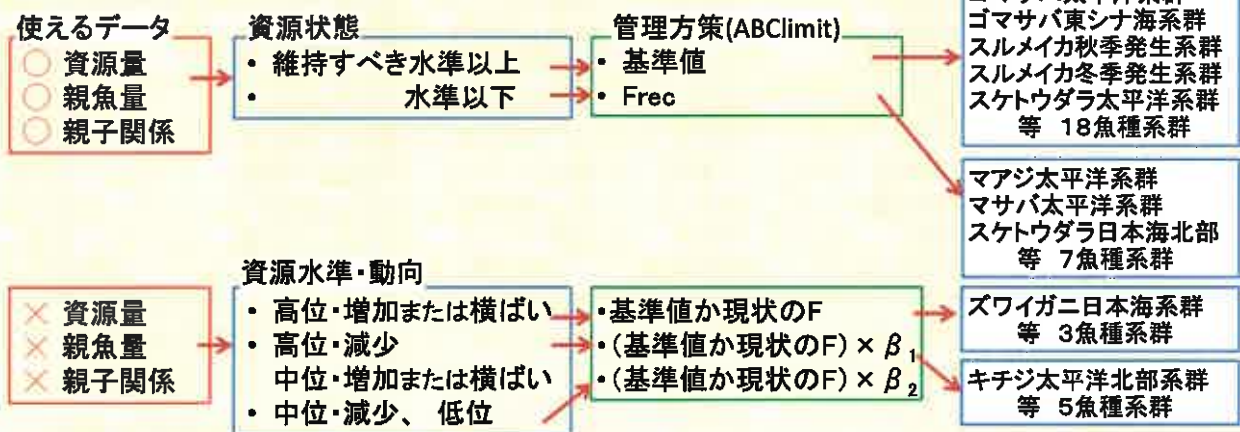 使えるデータ
○ 資源量
○ 親魚量
○ 親子関係
資源状態
・ 維持すべき水準以上
・ 水準以下
管理方策(ABClimit)
・ 基準値
・ Frec
ゴマサバ東シナ海系群
スルメイカ秋季発生系群
スルメイカ冬季発生系群
スケトウダラ太平洋系群
等 18魚種系群
マアジ太平洋系群
マサバ太平洋系群
スケトウダラ日本海北部
等 7魚種系群
× 資源量
× 親魚量
× 親子関係
資源水準・動向
・ 高位・増加または横ばい
・ 高位・減少
中位・増加または横ばい
・ 中位・減少、 低位
・基準値か現状のF
・(基準値か現状のF)×β1
・(基準値か現状のF)×β2
ズワイガニ日本海系群
等 3魚種系群
キチジ太平洋北部系群
等 5魚種系群